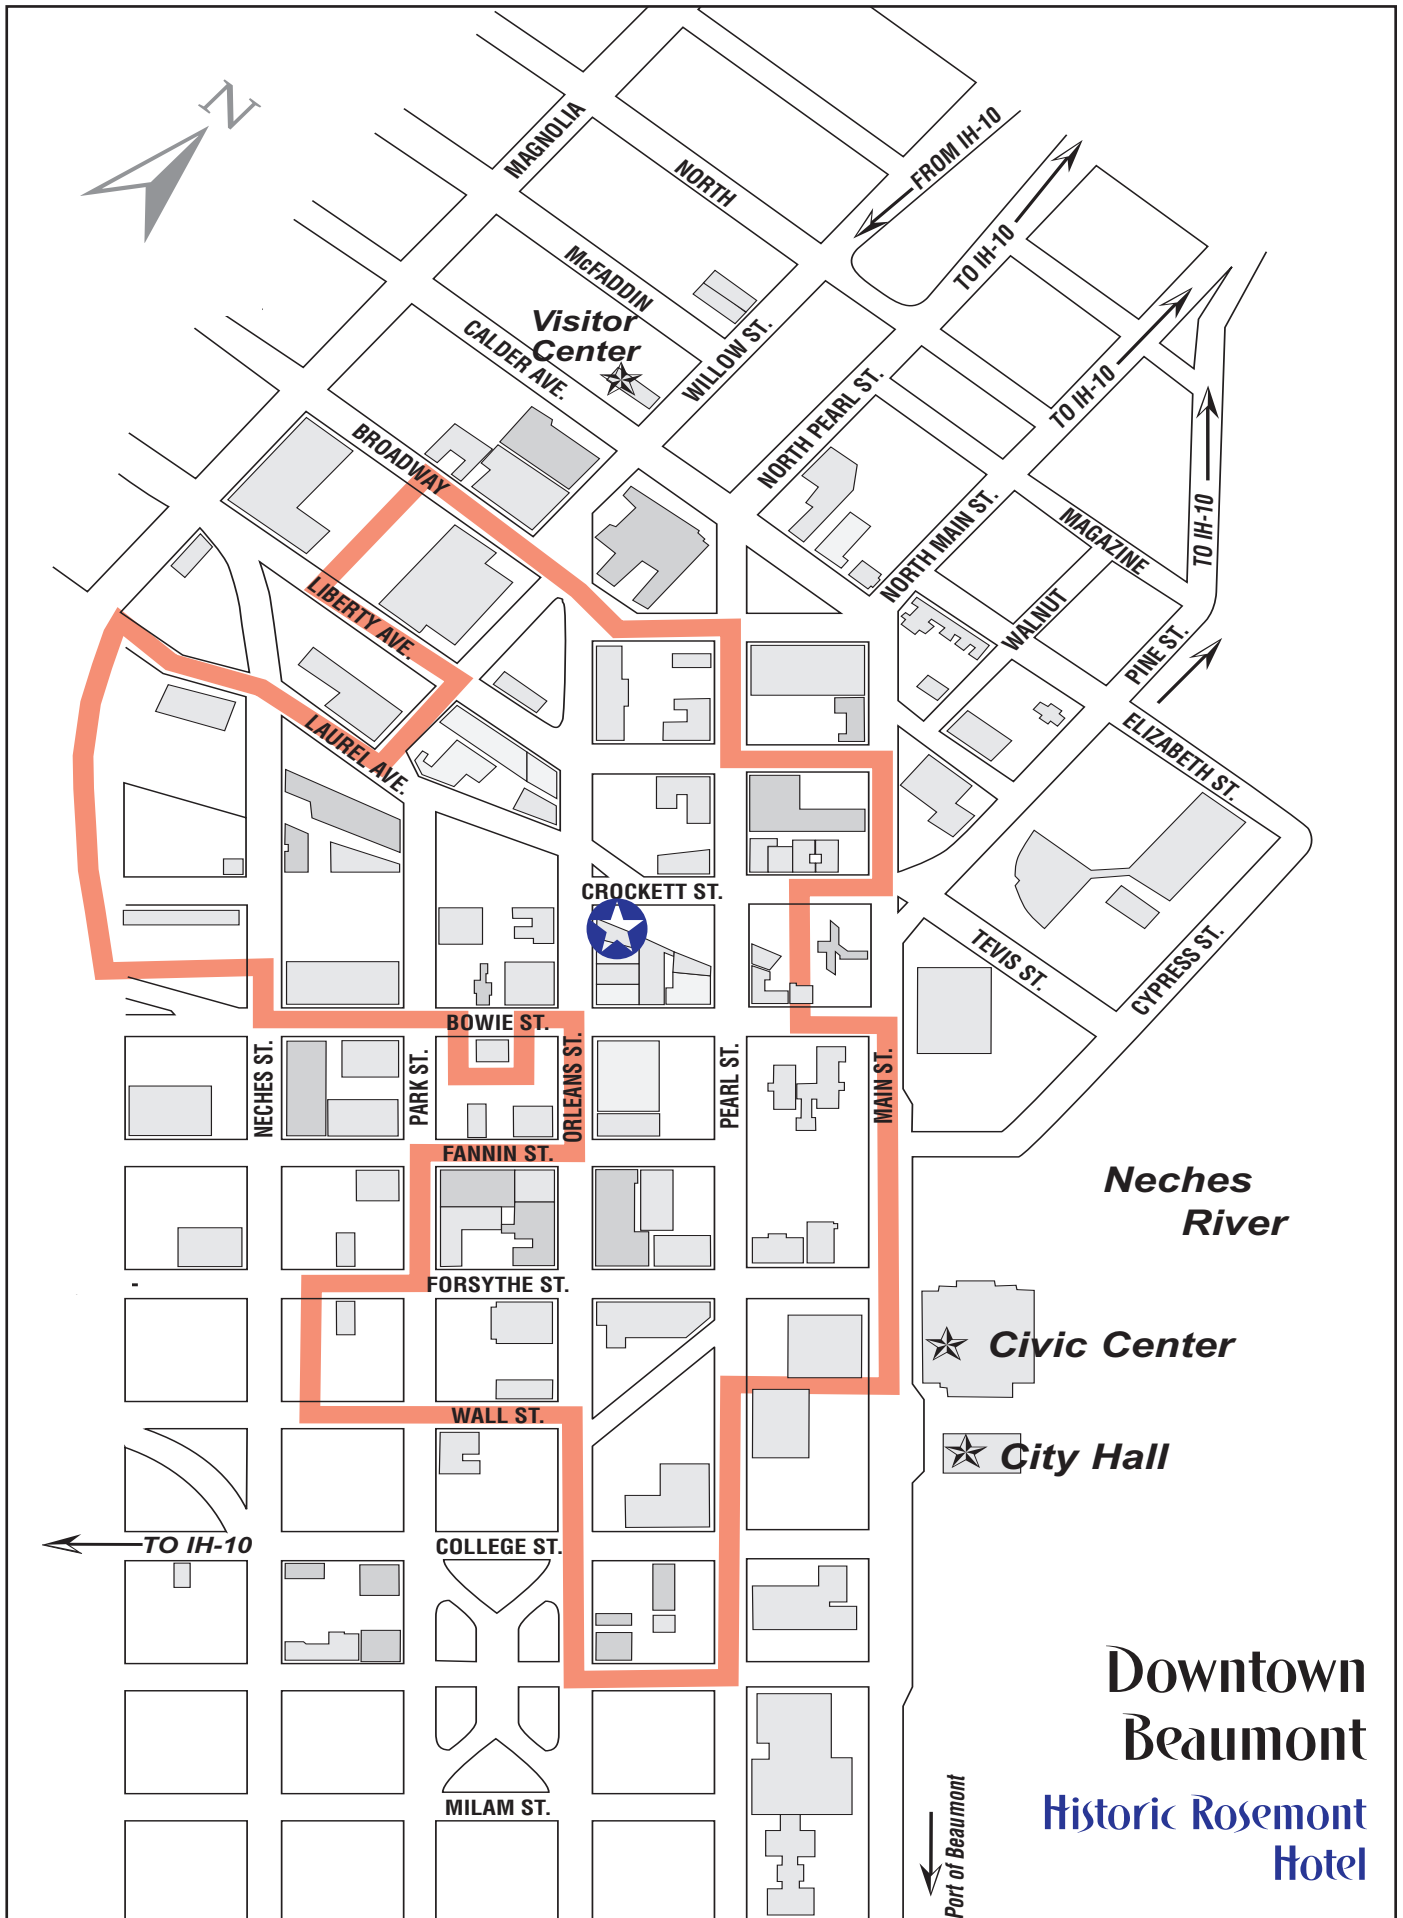 N
MAGNOLIA
FROM IH-10
NORTH
TO IH-10
McFADDIN
Visitor
Center
CALDER AVE.
WILLOW ST.
TO IH-10
NORTH PEARL ST.
BROADWAY
NORTH MAIN ST.
MAGAZINE
TO IH-10
LIBERTY AVE.
WALNUT
PINE ST.
LAUREL AVE.
ELIZABETH ST.
CROCKETT ST.
TEVIS ST.
CYPRESS ST.
BOWIE ST.
NECHES ST.
PARK ST.
ORLEANS ST.
PEARL ST.
MAIN ST.
FANNIN ST.
Neches
River
FORSYTHE ST.
Civic Center
WALL ST.
City Hall
TO IH-10
COLLEGE ST.
Downtown
Beaumont
MILAM ST.
Port of Beaumont
Historic Rosemont
Hotel